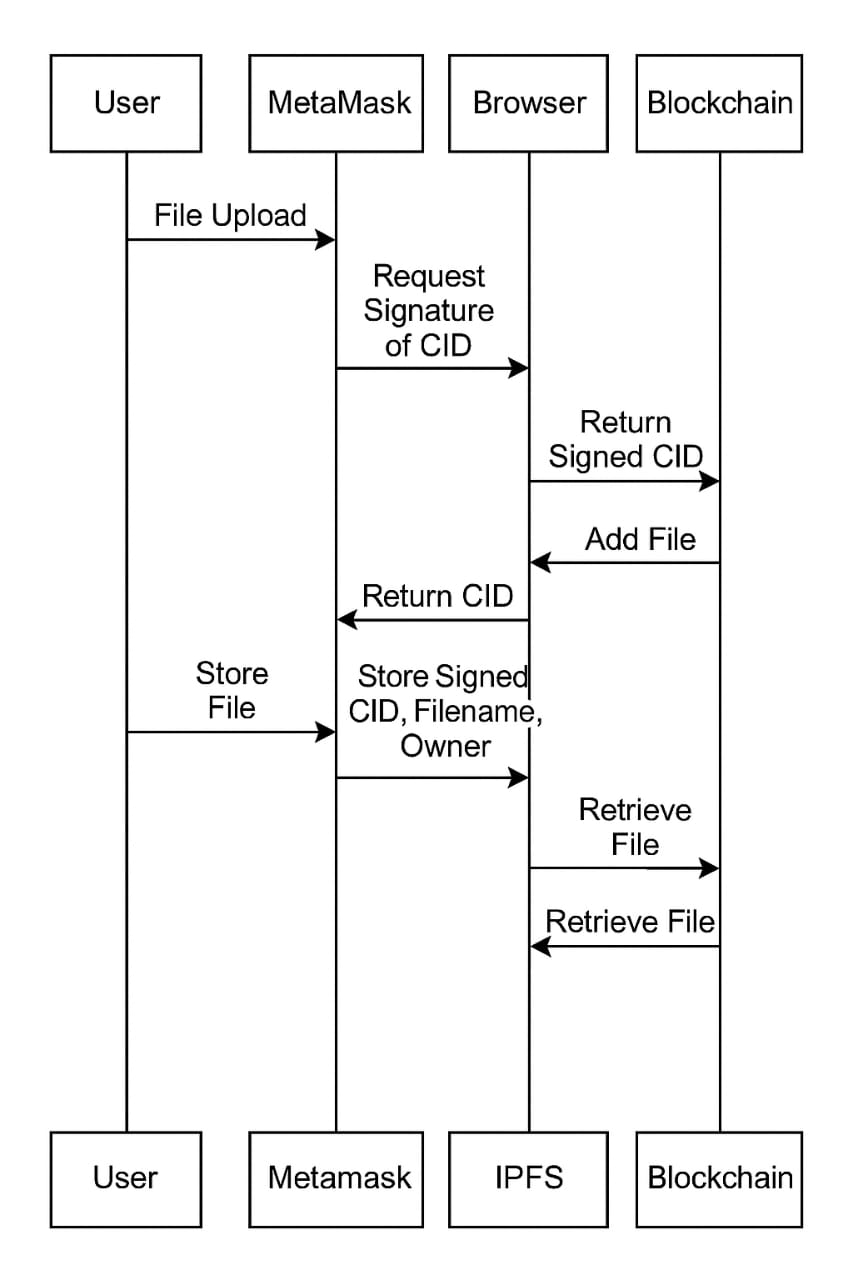 User
MetaMask
Browser
Blockchain
File Upload
Request
Signature
of CID
Return
Signed CID
Add File
Return CID
Store
File
Store Signed
CID, Filename,
Owner
Retrieve
File
Retrieve File
User
Metamask
IPFS
Blockchain